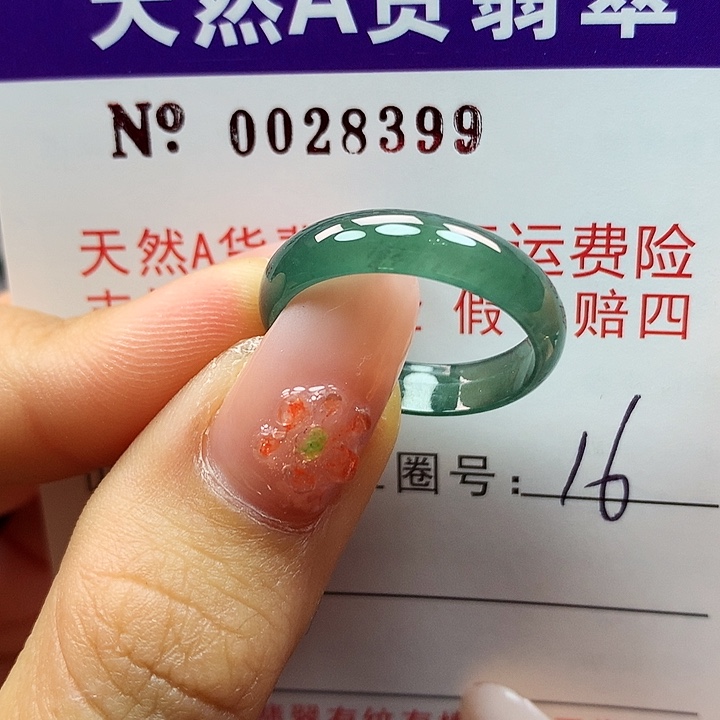 天然A货翡翠
Nº 0028399
天然A货 运费险
假 赔四
圈号: 16